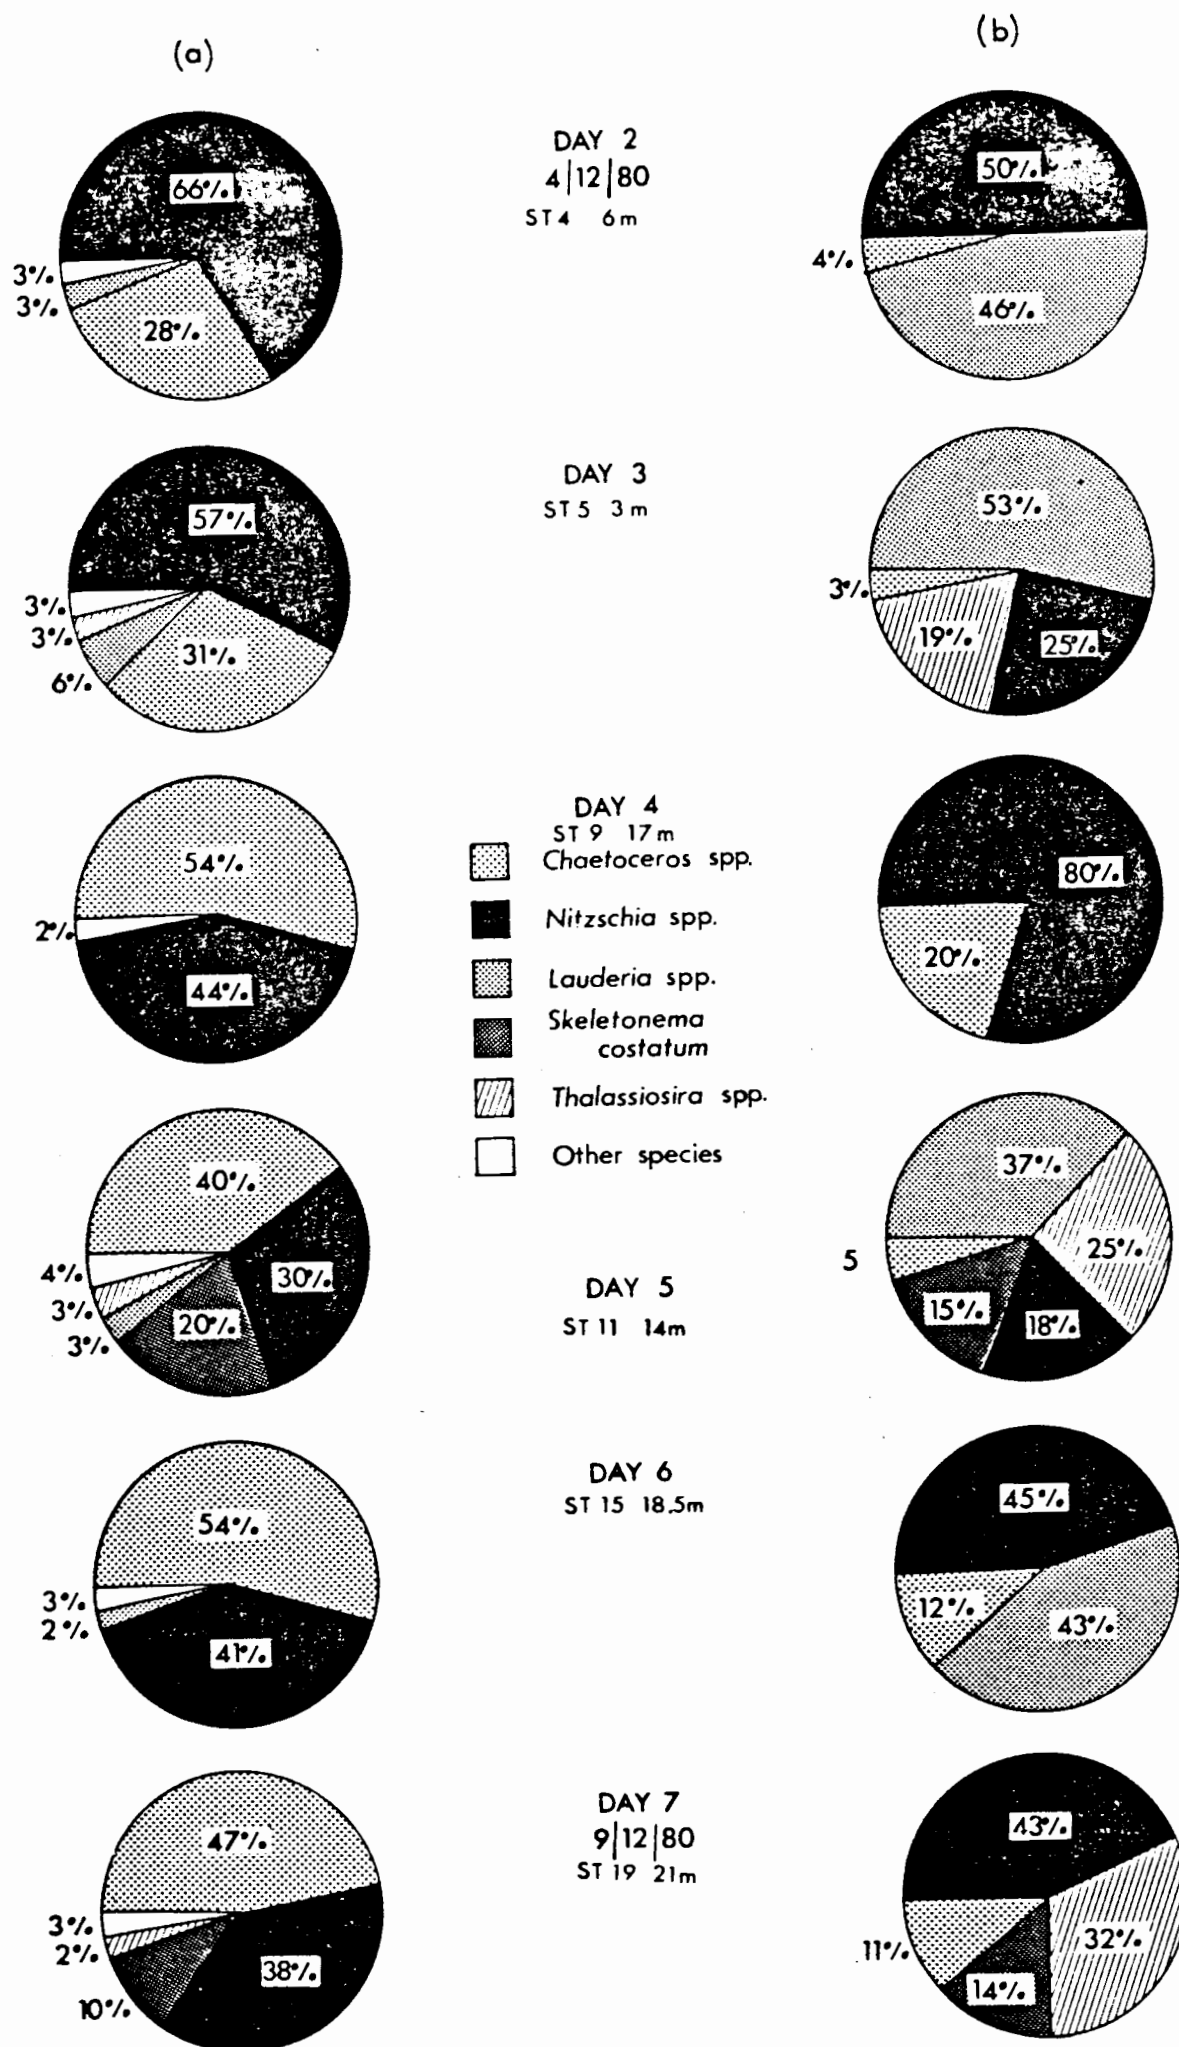 (a)
(b)
DAY 2
4|12|80
ST 4 6m
66%
3%
3%
28%
50%
4%
46%
DAY 3
ST 5 3m
57%
3%
3%
6%
31%
53%
3%
19%
25%
DAY 4
ST 9 17m
Chaetoceros spp.
Nitzschia spp.
Lauderia spp.
Skeletonema
costatum
Thalassiosira spp.
Other species
54%
2%
44%
80%
20%
DAY 5
ST 11 14m
40%
4%
3%
3%
20%
30%
37%
5
25%
15%
18%
DAY 6
ST 15 18.5m
54%
3%
2%
41%
45%
12%
43%
DAY 7
9|12|80
ST 19 21m
47%
3%
2%
10%
38%
43%
11%
14%
32%